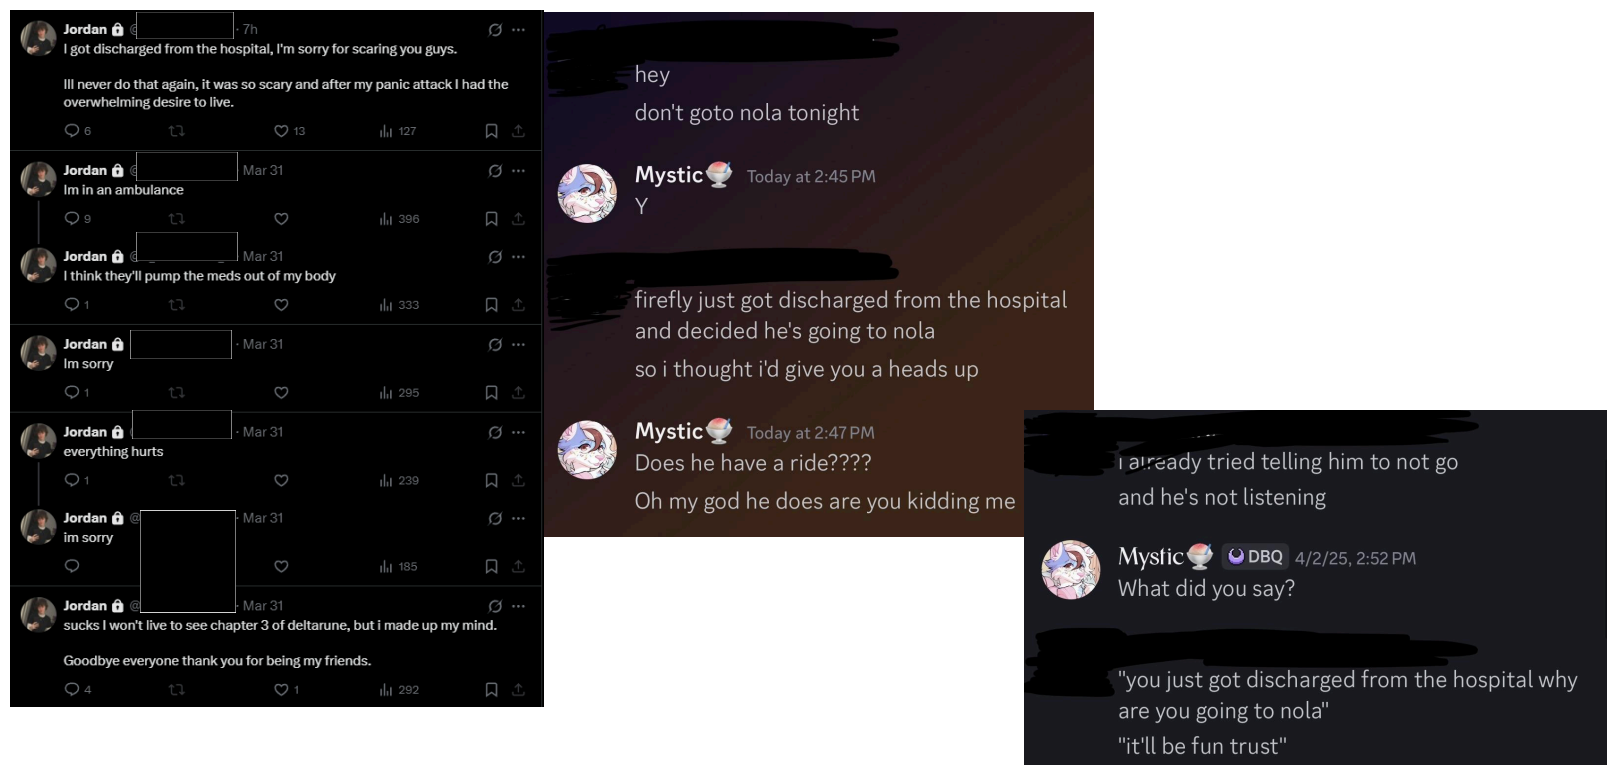 Jordan @ · 7h
I got discharged from the hospital, I'm sorry for scaring you guys.
Ill never do that again, it was so scary and after my panic attack I had the
overwhelming desire to live.
6 13 127
Jordan @ Mar 31
Im in an ambulance
9 396
Jordan @ · Mar 31
I think they'll pump the meds out of my body
1 333
Jordan · Mar 31
Im sorry
1 295
Jordan · Mar 31
everything hurts
1 239
Jordan @ · Mar 31
im sorry
185
Jordan @ · Mar 31
sucks I won't live to see chapter 3 of deltarune, but i made up my mind.
Goodbye everyone thank you for being my friends.
4 1 292
hey
don't goto nola tonight
Mystic🍧 Today at 2:45 PM
Y
firefly just got discharged from the hospital
and decided he's going to nola
so i thought i'd give you a heads up
Mystic🍧 Today at 2:47 PM
Does he have a ride????
Oh my god he does are you kidding me
i already tried telling him to not go
and he's not listening
Mystic🍧 DBQ 4/2/25, 2:52 PM
What did you say?
"you just got discharged from the hospital why
are you going to nola"
"it'll be fun trust"